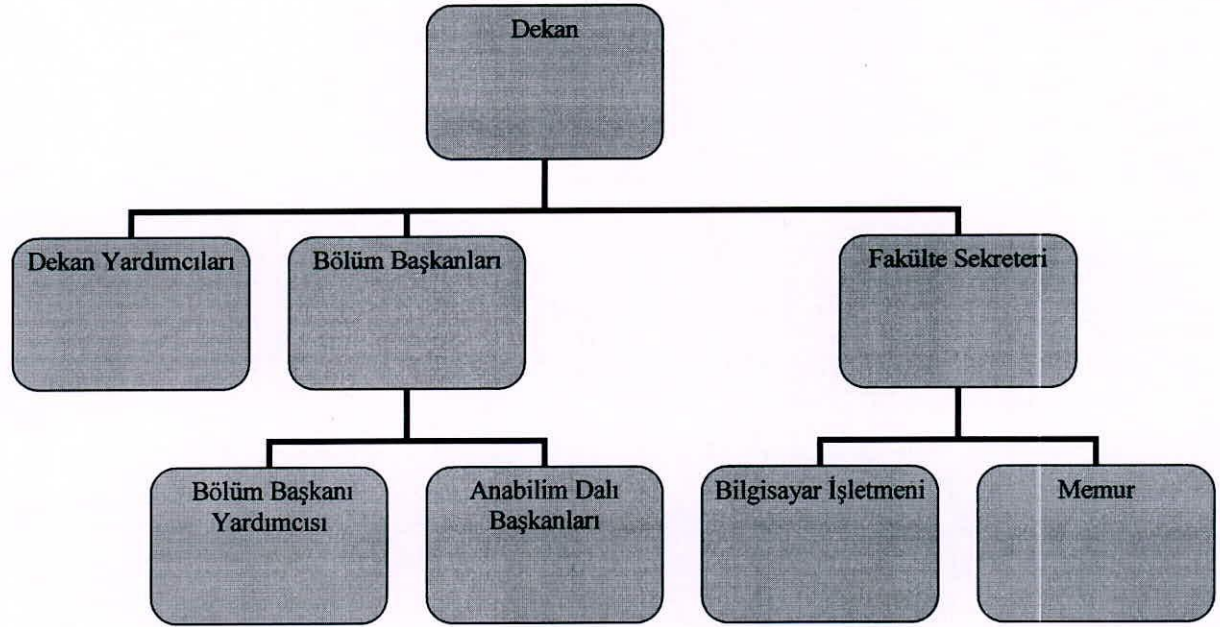 Dekan
Dekan Yardımcıları
Bölüm Başkanları
Fakülte Sekreteri
Bölüm Başkanı
Yardımcısı
Anabilim Dalı
Başkanları
Bilgisayar İşletmeni
Memur